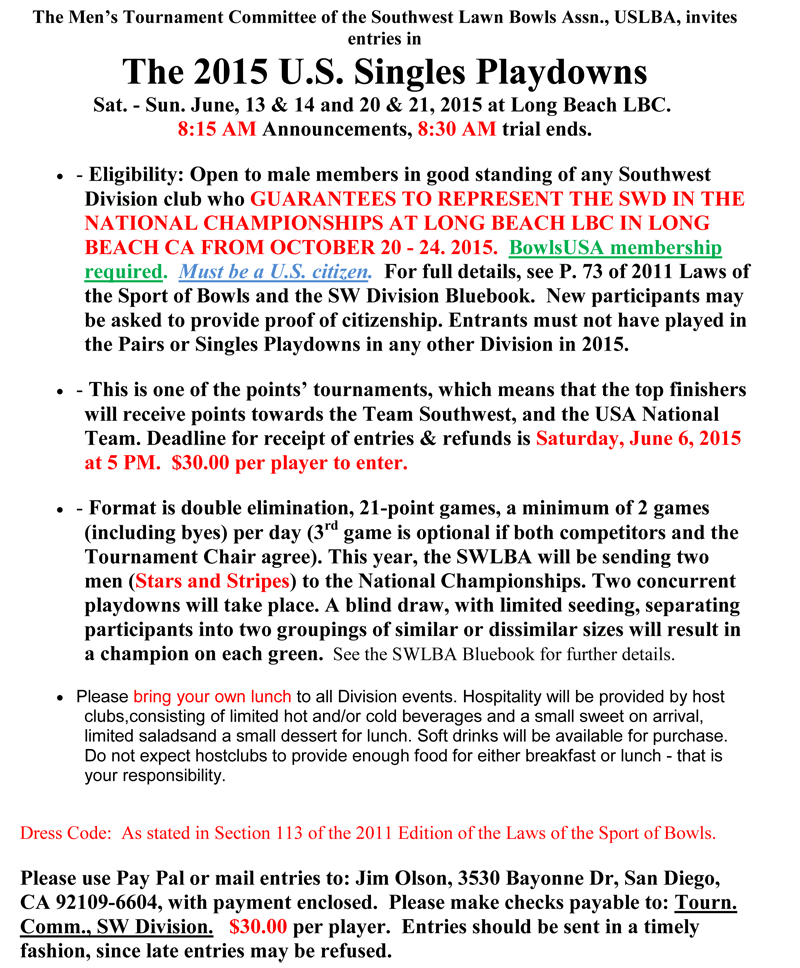 The Men's Tournament Committee of the Southwest Lawn Bowls Assn., USLBA, invites
entries in
The 2015 U.S. Singles Playdowns
Sat. - Sun. June, 13 & 14 and 20 & 21, 2015 at Long Beach LBC.
8:15 AM Announcements, 8:30 AM trial ends.
• - Eligibility: Open to male members in good standing of any Southwest
Division club who GUARANTEES TO REPRESENT THE SWD IN THE
NATIONAL CHAMPIONSHIPS AT LONG BEACH LBC IN LONG
BEACH CA FROM OCTOBER 20 - 24. 2015. BowlsUSA membership
required. Must be a U.S. citizen. For full details, see P. 73 of 2011 Laws of
the Sport of Bowls and the SW Division Bluebook. New participants may
be asked to provide proof of citizenship. Entrants must not have played in
the Pairs or Singles Playdowns in any other Division in 2015.
• - This is one of the points' tournaments, which means that the top finishers
will receive points towards the Team Southwest, and the USA National
Team. Deadline for receipt of entries & refunds is Saturday, June 6, 2015
at 5 PM. $30.00 per player to enter.
• - Format is double elimination, 21-point games, a minimum of 2 games
(including byes) per day (3rd game is optional if both competitors and the
Tournament Chair agree). This year, the SWLBA will be sending two
men (Stars and Stripes) to the National Championships. Two concurrent
playdowns will take place. A blind draw, with limited seeding, separating
participants into two groupings of similar or dissimilar sizes will result in
a champion on each green. See the SWLBA Bluebook for further details.
• Please bring your own lunch to all Division events. Hospitality will be provided by host
clubs,consisting of limited hot and/or cold beverages and a small sweet on arrival,
limited saladsand a small dessert for lunch. Soft drinks will be available for purchase.
Do not expect hostclubs to provide enough food for either breakfast or lunch - that is
your responsibility.
Dress Code: As stated in Section 113 of the 2011 Edition of the Laws of the Sport of Bowls.
Please use Pay Pal or mail entries to: Jim Olson, 3530 Bayonne Dr, San Diego,
CA 92109-6604, with payment enclosed. Please make checks payable to: Tourn.
Comm., SW Division. $30.00 per player. Entries should be sent in a timely
fashion, since late entries may be refused.